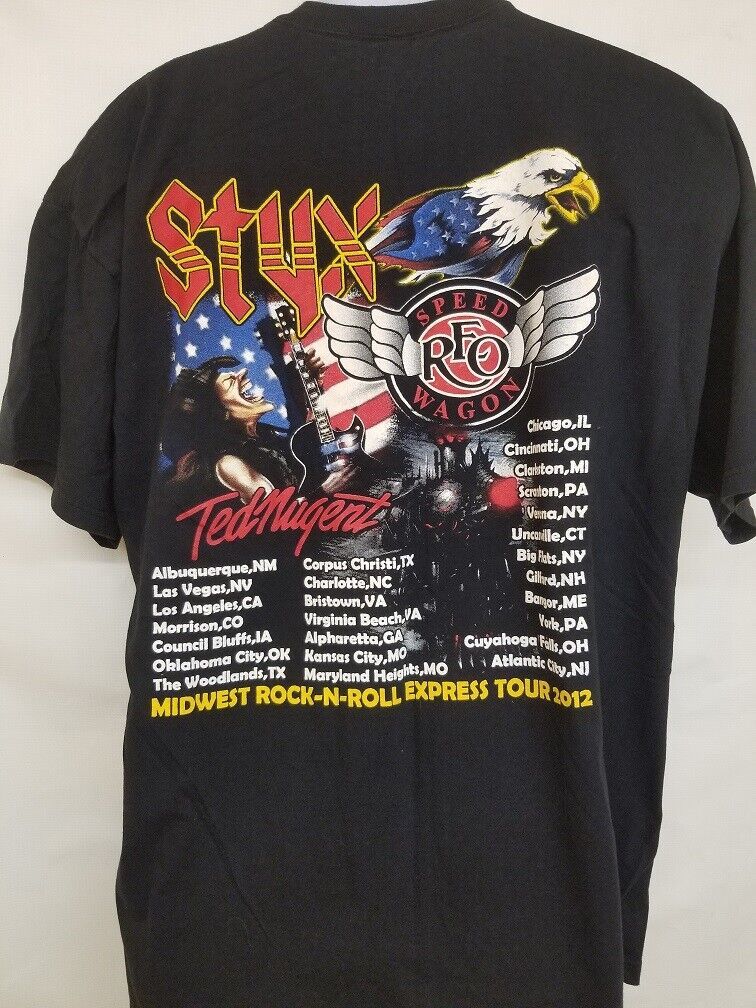 STYX
SPEED
REO
WAGON
Ted Nugent
Albuquerque,NM
Las Vegas,NV
Los Angeles,CA
Morrison,CO
Council Bluffs,IA
Oklahoma City,OK
The Woodlands,TX
Corpus Christi,TX
Charlotte,NC
Bristown,VA
Virginia Beach,VA
Alpharetta,GA
Kansas City,MO
Maryland Heights,MO
Chicago,IL
Cincinnati,OH
Clarkston,MI
Scranton,PA
Verona,NY
Uncasville,CT
Big Flats,NY
Gilford,NH
Bangor,ME
York,PA
Cuyahoga Falls,OH
Atlantic City,NJ
MIDWEST ROCK-N-ROLL EXPRESS TOUR 2012